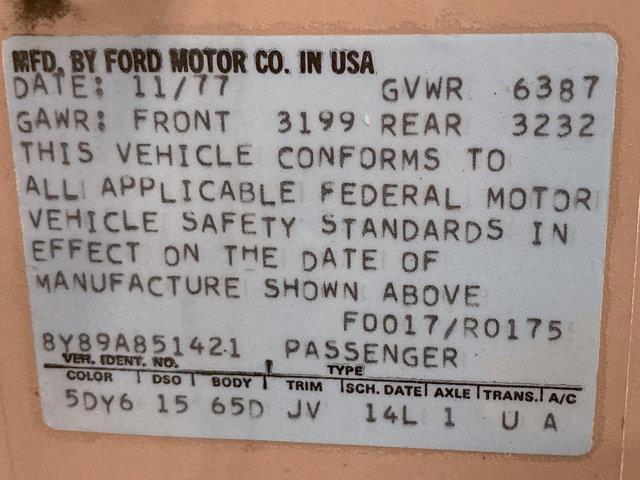 MFD. BY FORD MOTOR CO. IN USA
DATE: 11/77 GVWR 6387
GAWR: FRONT 3199 REAR 3232
THIS VEHICLE CONFORMS TO
ALL APPLICABLE FEDERAL MOTOR
VEHICLE SAFETY STANDARDS IN
EFFECT ON THE DATE OF
MANUFACTURE SHOWN ABOVE
F0017/R0175
8Y89A851421 PASSENGER
VEH. IDENT. NO. TYPE
COLOR DSO BODY TRIM SCH. DATE AXLE TRANS. A/C
5DY6 15 65D JV 14L 1 U A